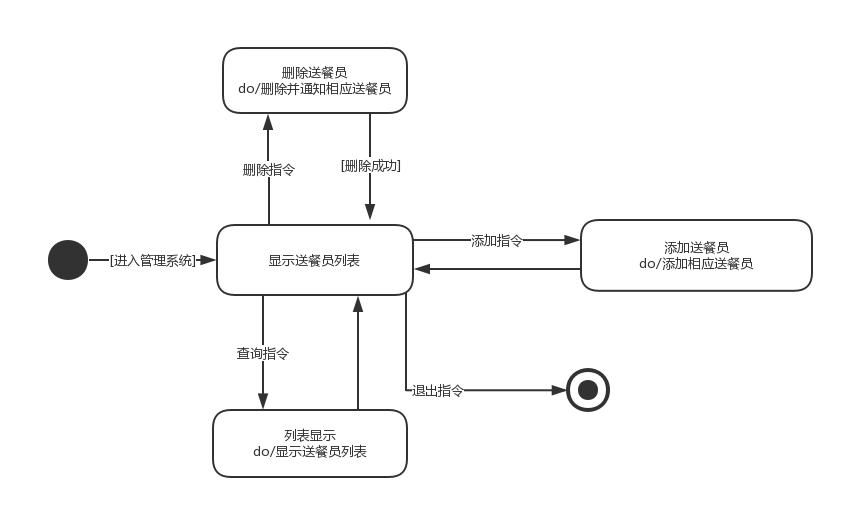 删除送餐员
do/删除并通知相应送餐员
删除指令
[删除成功]
[进入管理系统]
显示送餐员列表
添加指令
添加送餐员
do/添加相应送餐员
查询指令
退出指令
列表显示
do/显示送餐员列表